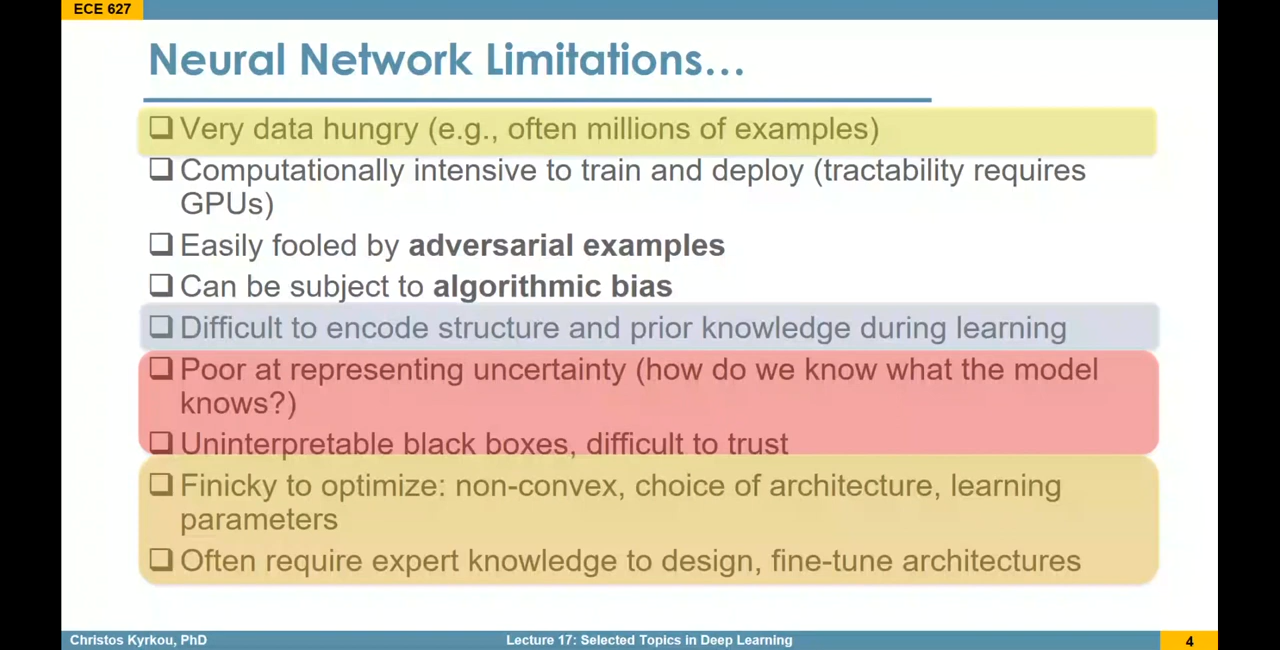 ECE 627
Neural Network Limitations...
❑ Very data hungry (e.g., often millions of examples)
❑ Computationally intensive to train and deploy (tractability requires
GPUs)
❑ Easily fooled by adversarial examples
❑ Can be subject to algorithmic bias
❑ Difficult to encode structure and prior knowledge during learning
❑ Poor at representing uncertainty (how do we know what the model
knows?)
❑ Uninterpretable black boxes, difficult to trust
❑ Finicky to optimize: non-convex, choice of architecture, learning
parameters
❑ Often require expert knowledge to design, fine-tune architectures
Christos Kyrkou, PhD
Lecture 17: Selected Topics in Deep Learning
4